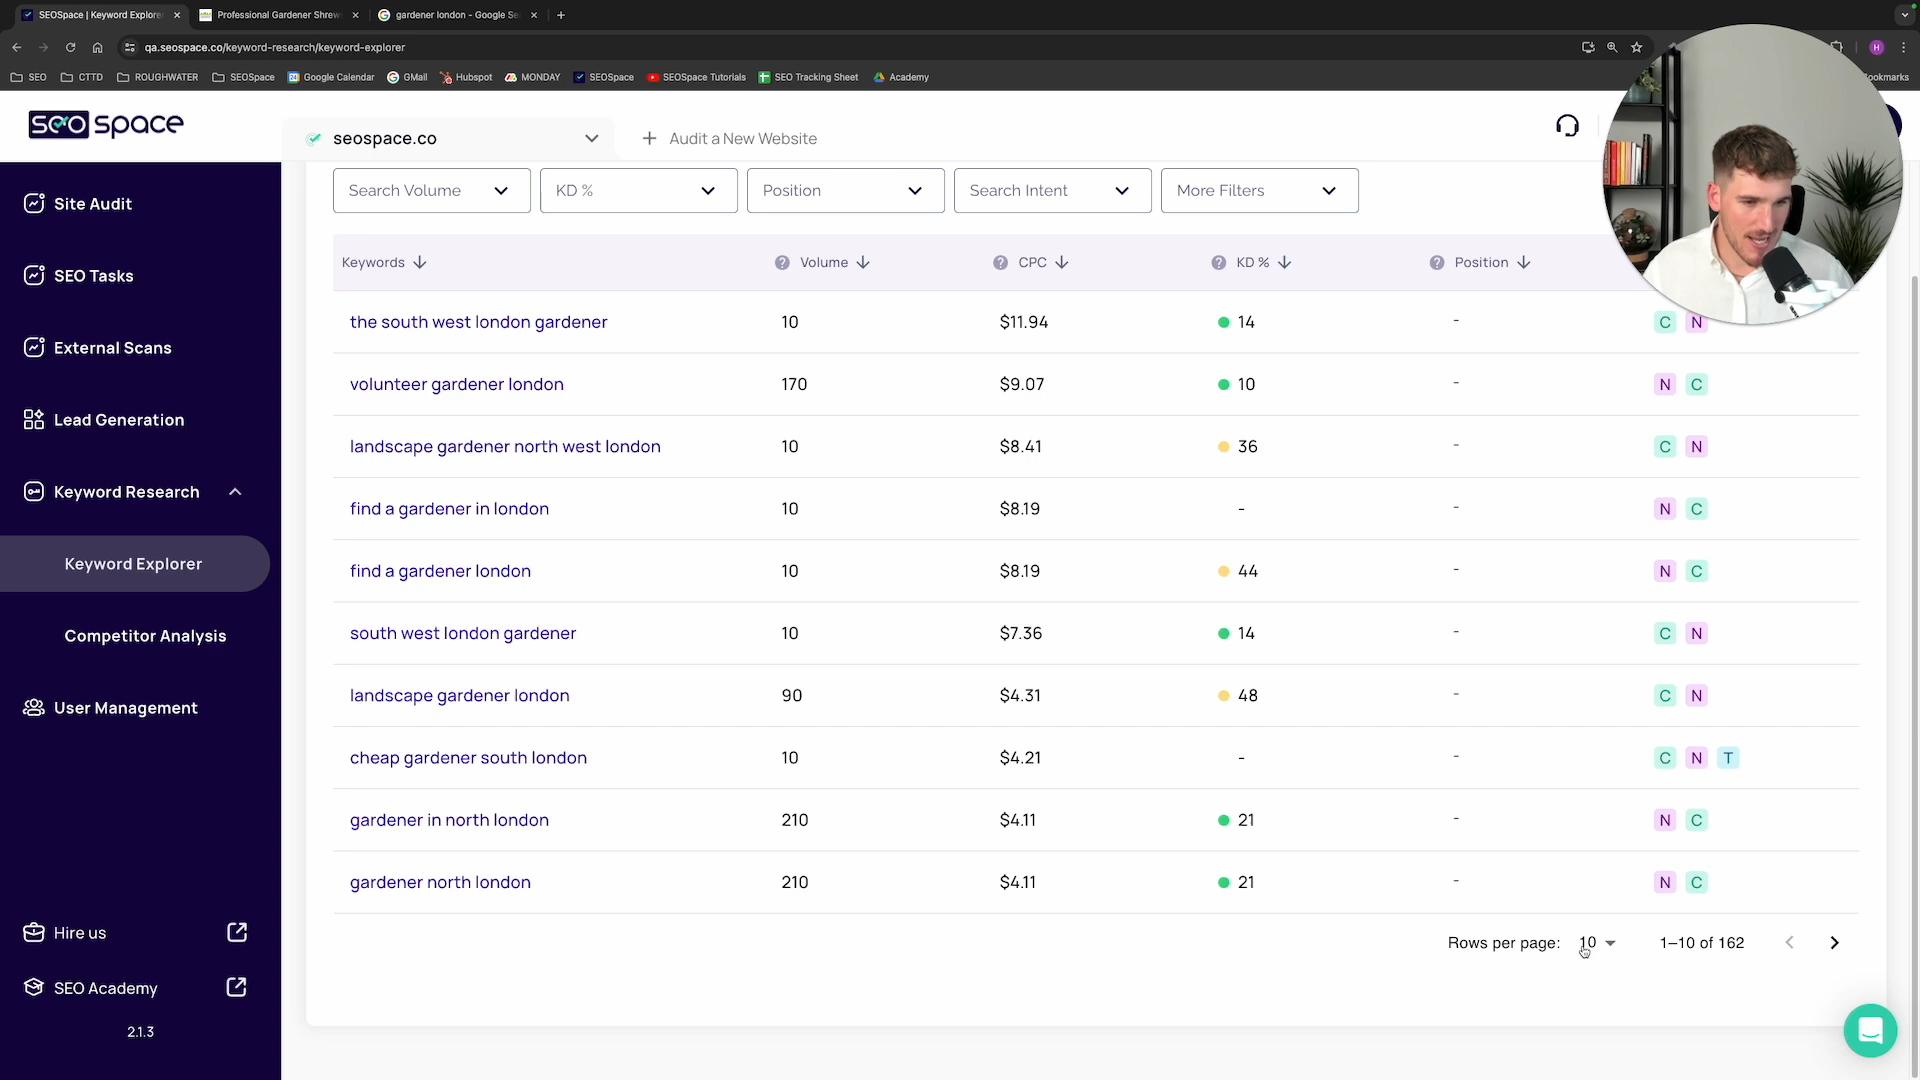 SEOSpace | Keyword Explorer
Professional Gardener Shrew
gardener london - Google Se
qa.seospace.co/keyword-research/keyword-explorer
H
SEO
CTTD
ROUGHWATER
SEOSpace
Google Calendar
GMail
Hubspot
MONDAY
SEOSpace
SEOSpace Tutorials
SEO Tracking Sheet
Academy
ookmarks
seo space
seospace.co
+ Audit a New Website
Site Audit
SEO Tasks
External Scans
Lead Generation
Keyword Research
Keyword Explorer
Competitor Analysis
User Management
Hire us
SEO Academy
2.1.3
Search Volume
KD %
Position
Search Intent
More Filters
Keywords ? Volume ? CPC ? KD % ? Position
the south west london gardener 10 $11.94 14 - C N
volunteer gardener london 170 $9.07 10 - N C
landscape gardener north west london 10 $8.41 36 - C N
find a gardener in london 10 $8.19 - - N C
find a gardener london 10 $8.19 44 - N C
south west london gardener 10 $7.36 14 - C N
landscape gardener london 90 $4.31 48 - C N
cheap gardener south london 10 $4.21 - - C N T
gardener in north london 210 $4.11 21 - N C
gardener north london 210 $4.11 21 - N C
Rows per page: 10 1–10 of 162